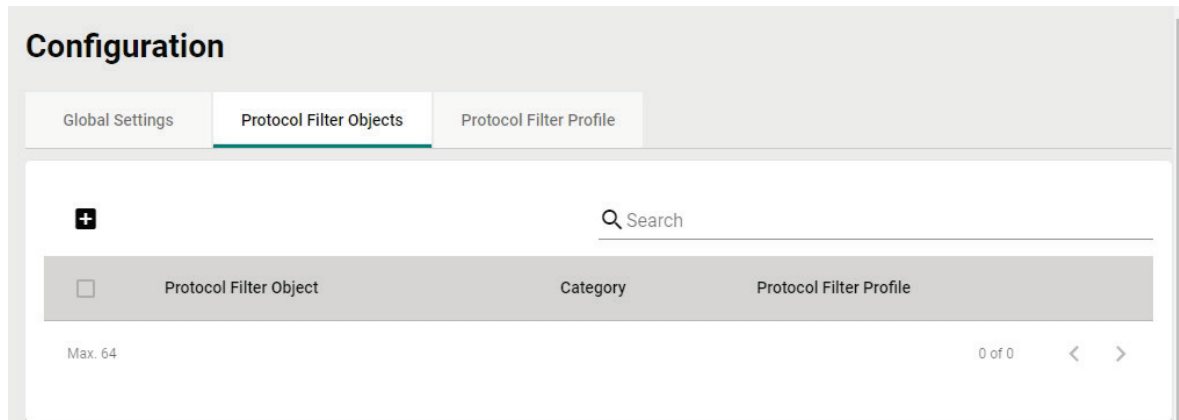 Configuration
Global Settings Protocol Filter Objects Protocol Filter Profile
Search
Protocol Filter Object Category Protocol Filter Profile
Max. 64 0 of 0